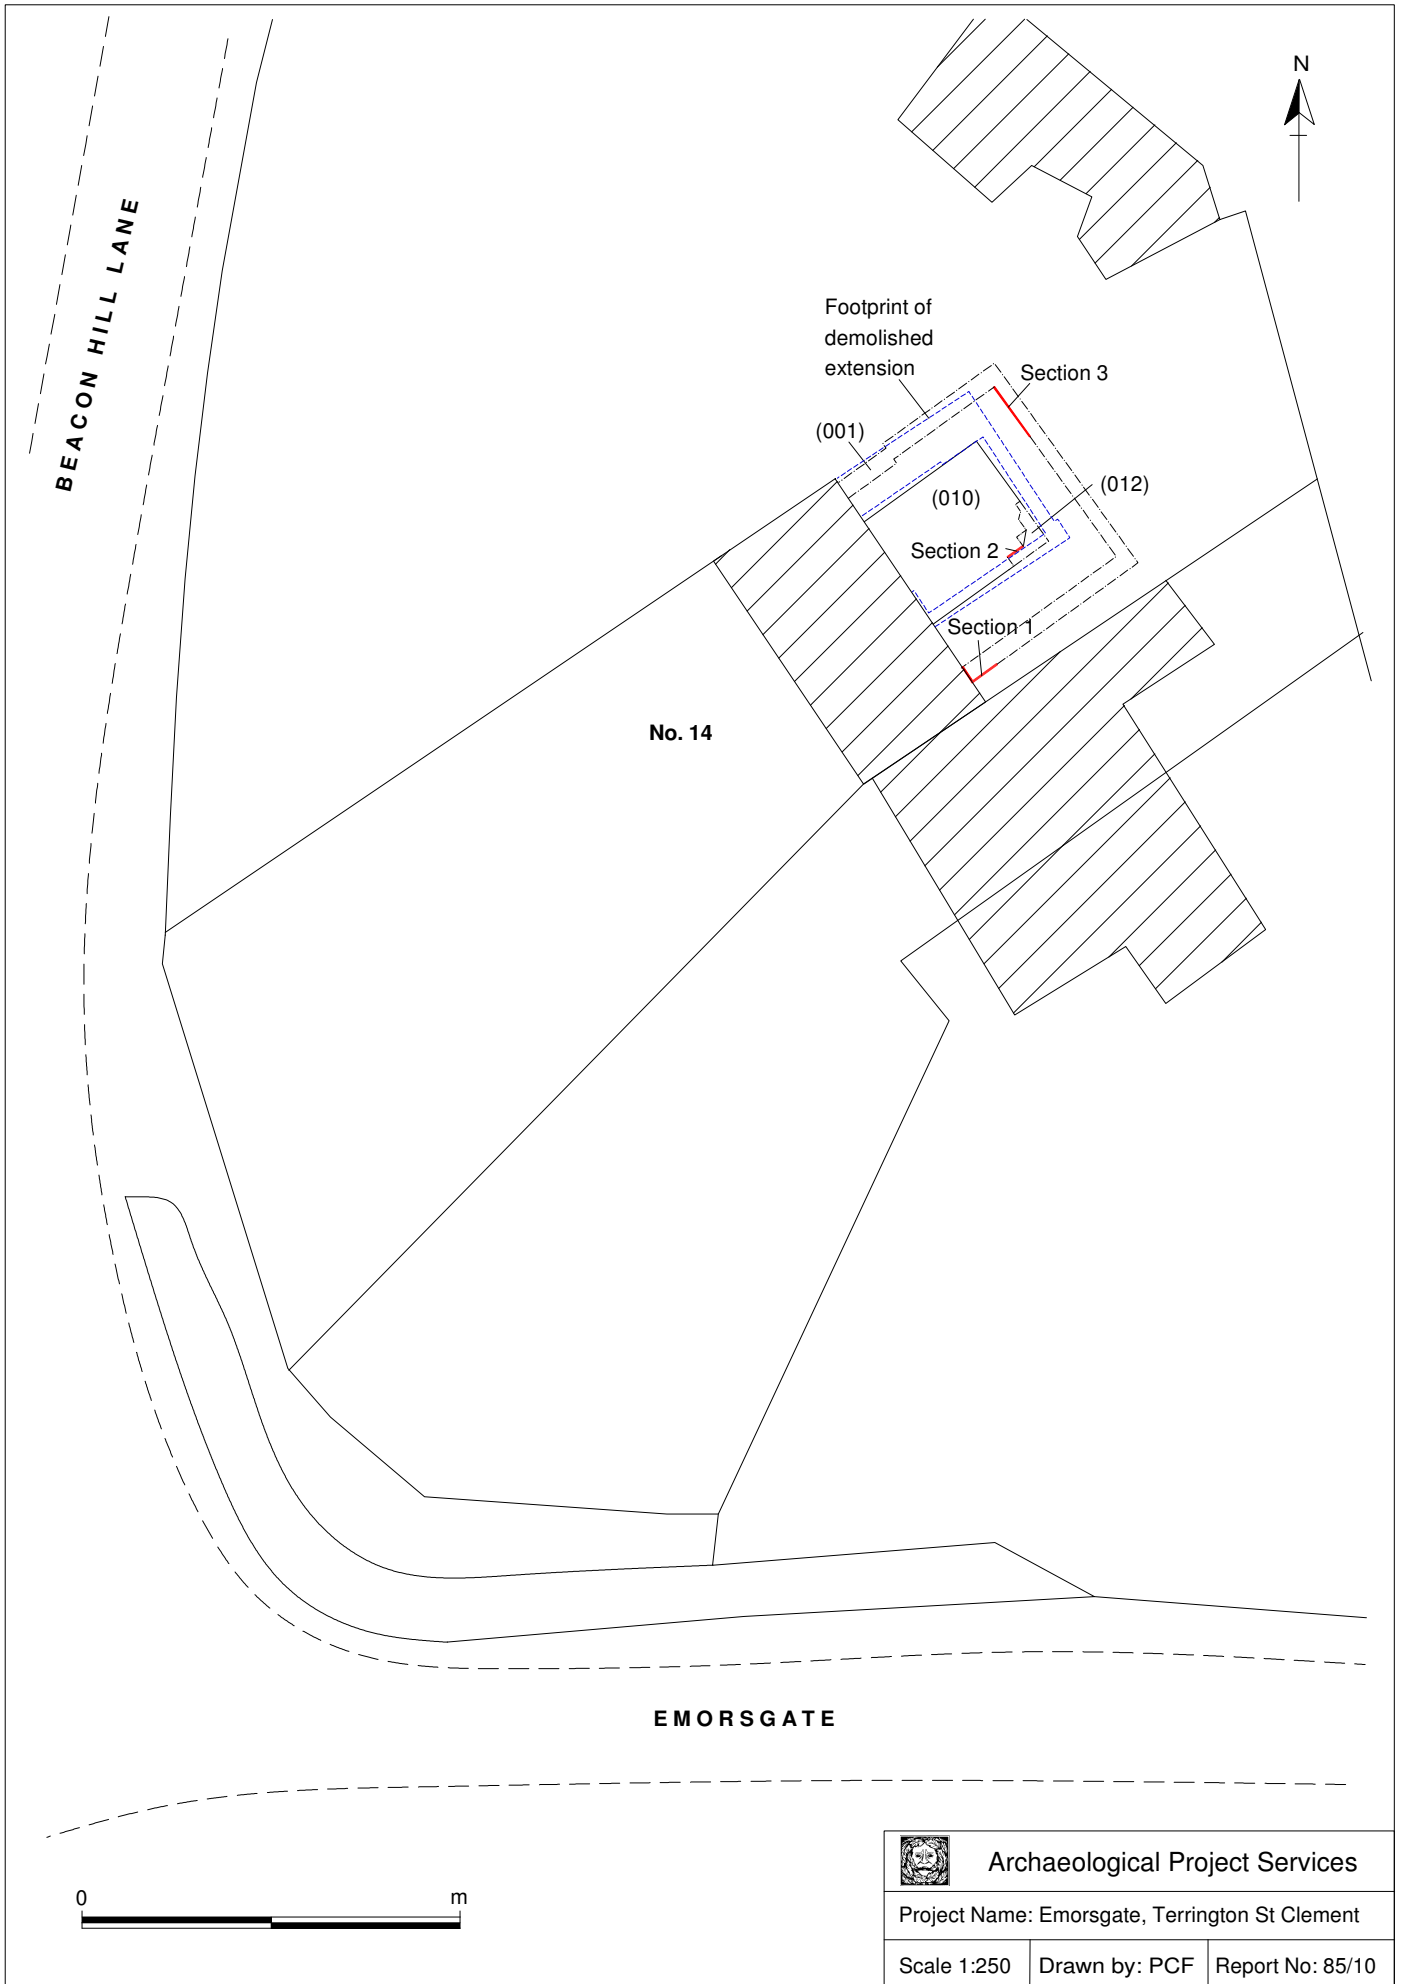 N
BEACON HILL LANE
Footprint of
demolished
extension
Section 3
(001)
(010)
(012)
Section 2
Section 1
No. 14
EMORSGATE
0 m
Archaeological Project Services
Project Name: Emorsgate, Terrington St Clement
Scale 1:250 Drawn by: PCF Report No: 85/10